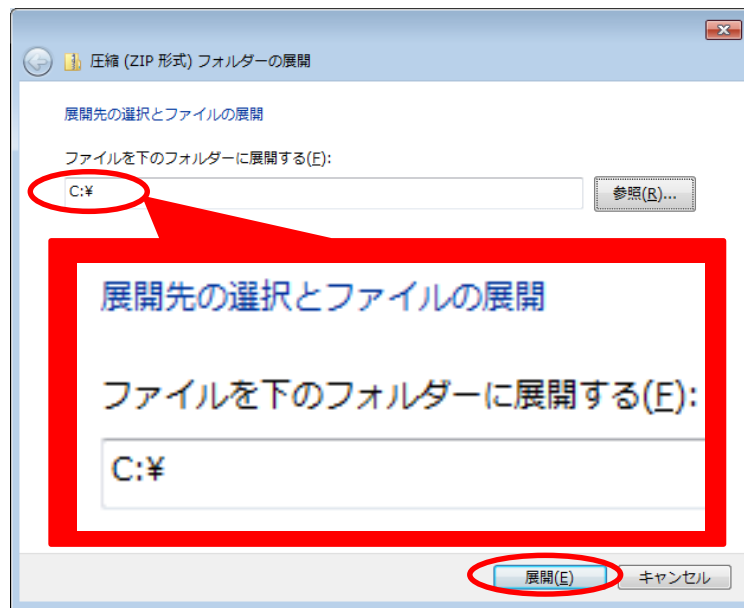 圧縮 (ZIP 形式) フォルダーの展開
展開先の選択とファイルの展開
ファイルを下のフォルダーに展開する(F):
C:¥
参照(R)...
展開先の選択とファイルの展開
ファイルを下のフォルダーに展開する(F):
C:¥
展開(E)
キャンセル